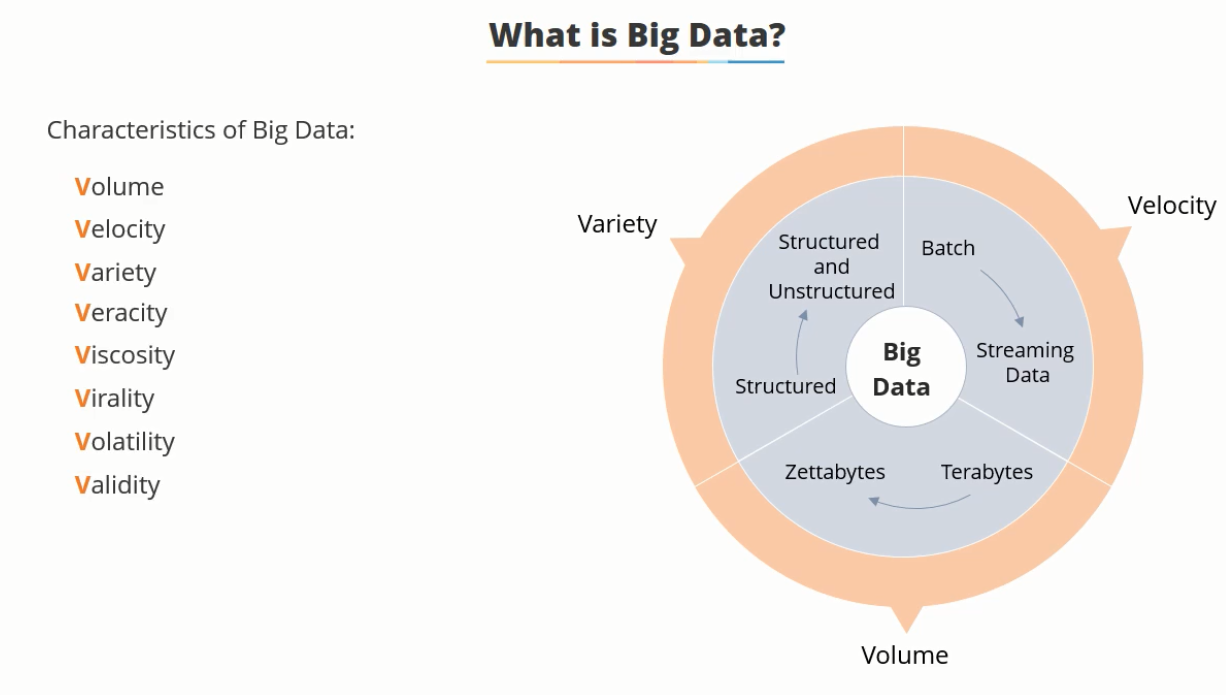 What is Big Data?
Characteristics of Big Data:
Volume
Velocity
Variety
Veracity
Viscosity
Virality
Volatility
Validity
Variety
Velocity
Structured
and
Unstructured
Structured
Batch
Streaming
Data
Big
Data
Zettabytes
Terabytes
Volume